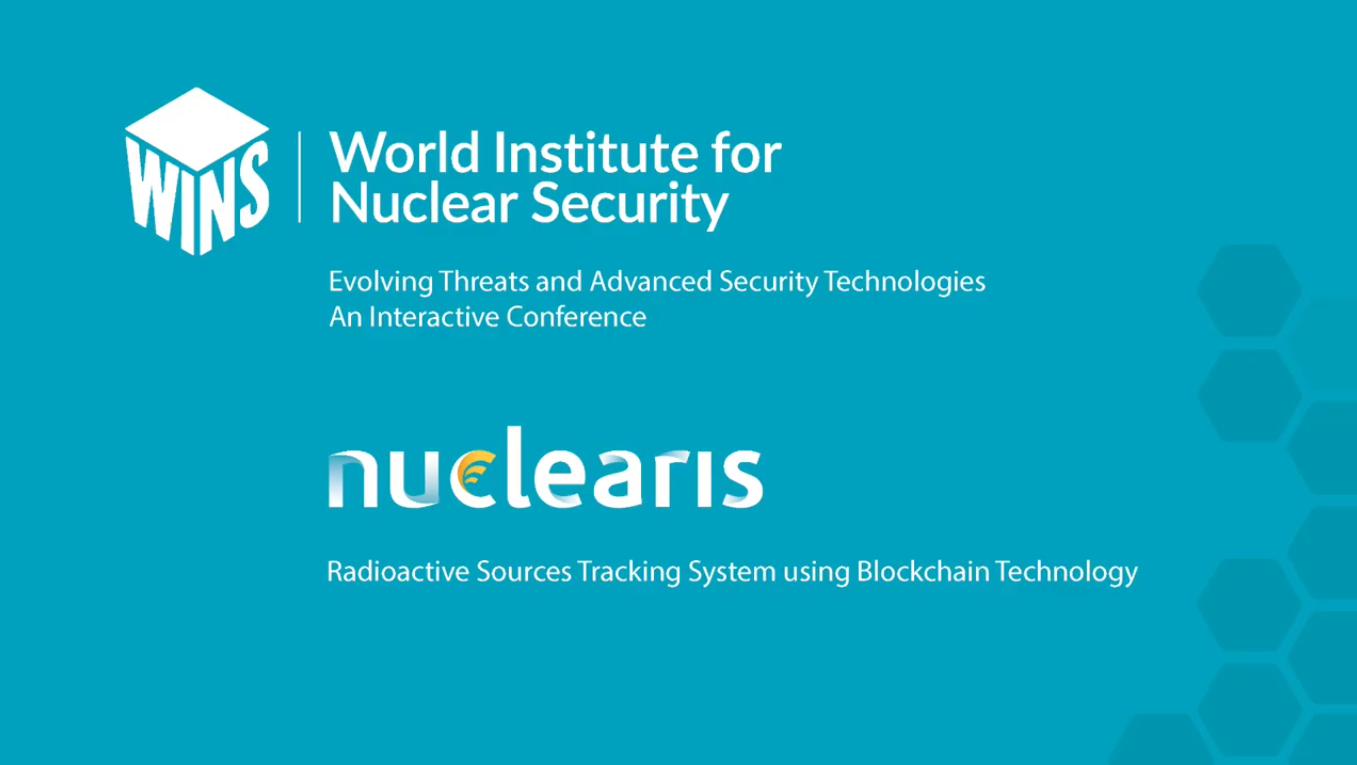 WINS
World Institute for
Nuclear Security
Evolving Threats and Advanced Security Technologies
An Interactive Conference
nuclearis
Radioactive Sources Tracking System using Blockchain Technology